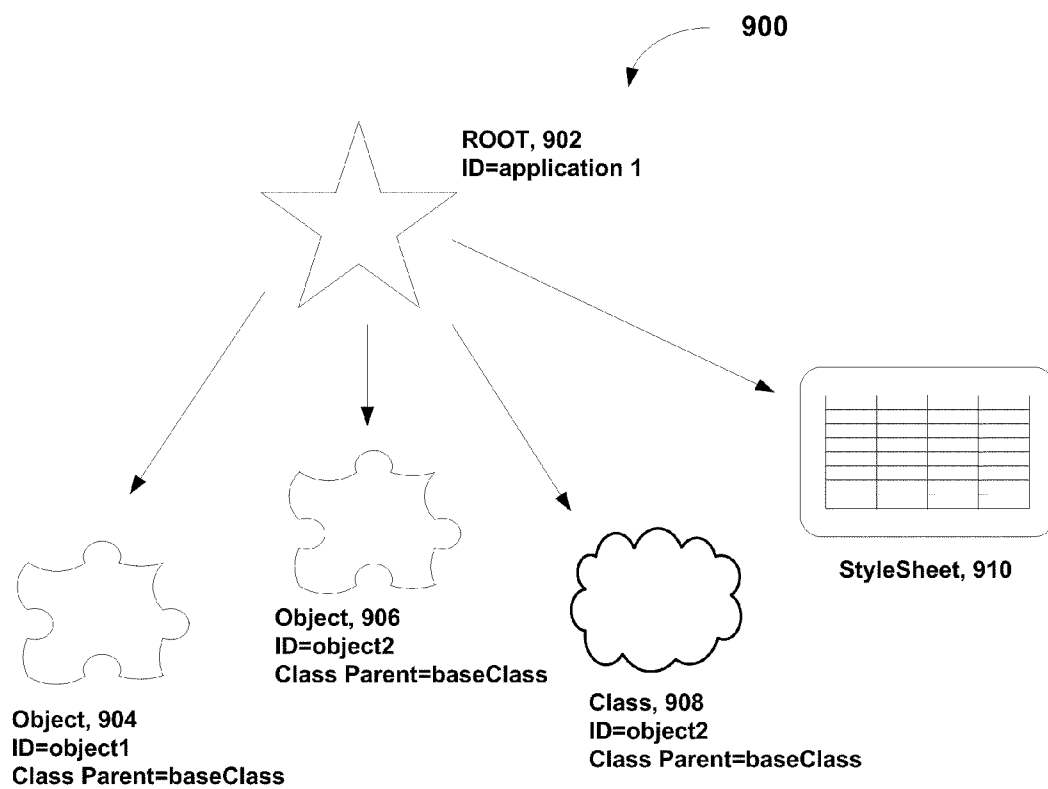 900
ROOT, 902
ID=application 1
StyleSheet, 910
Object, 906
ID=object2
Class Parent=baseClass
Class, 908
ID=object2
Class Parent=baseClass
Object, 904
ID=object1
Class Parent=baseClass